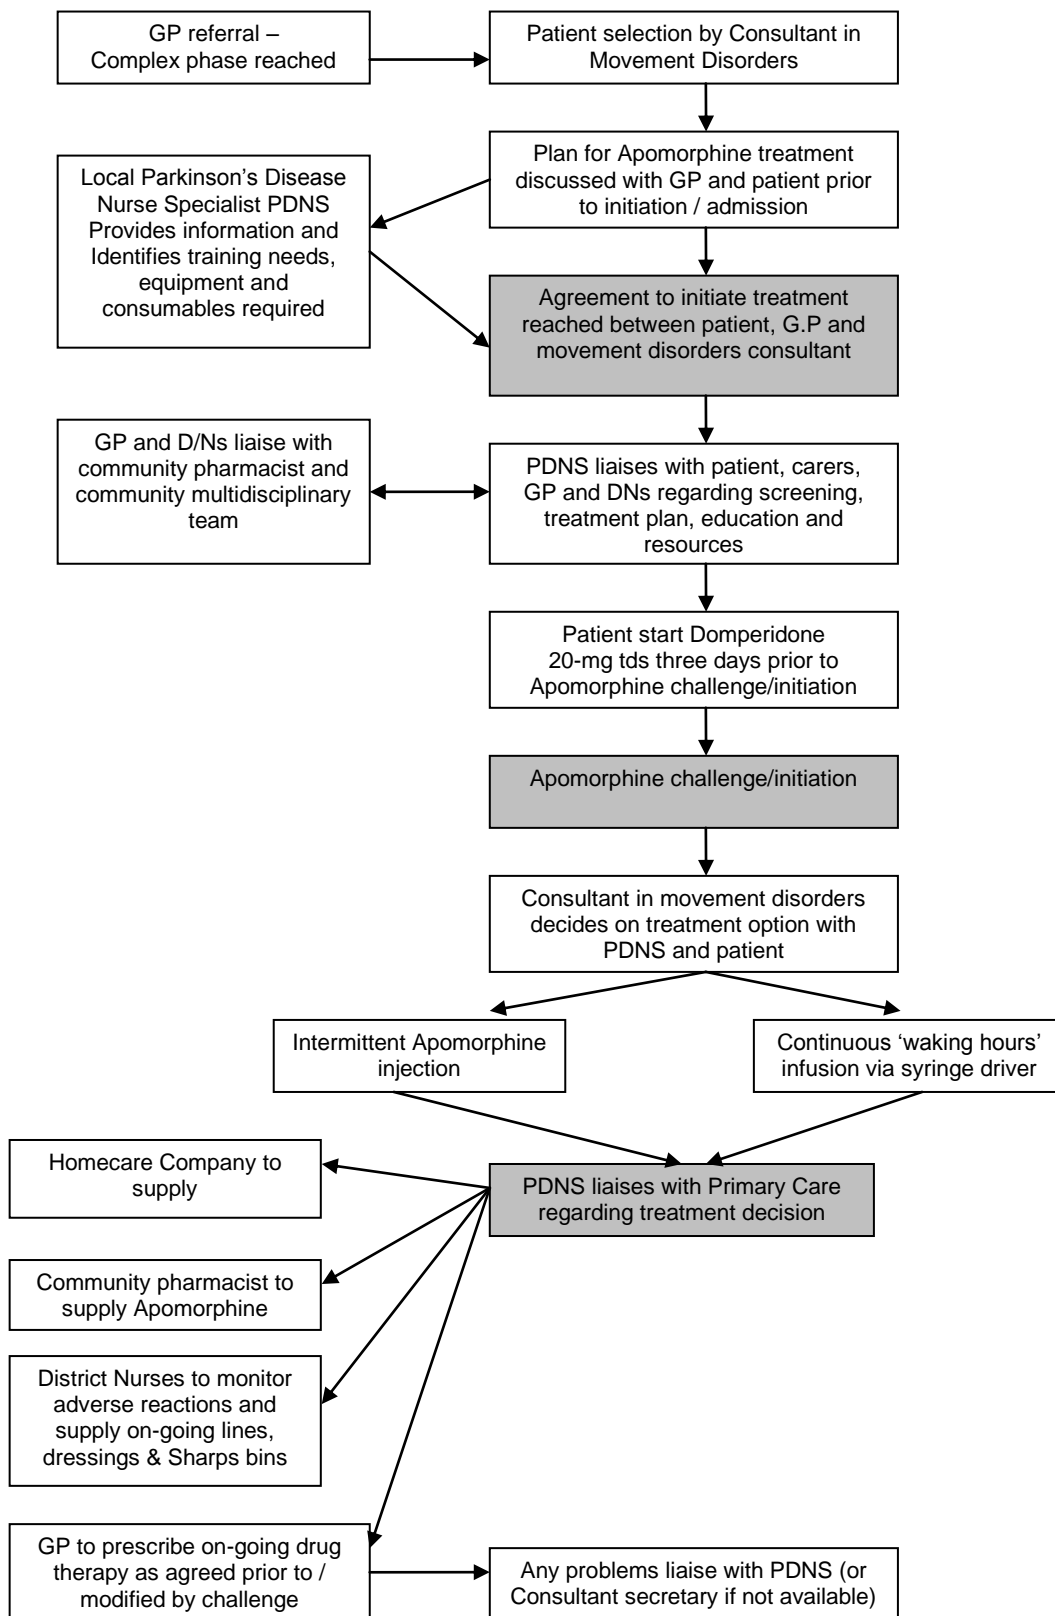 GP referral –
Complex phase reached
Patient selection by Consultant in
Movement Disorders
Plan for Apomorphine treatment
discussed with GP and patient prior
to initiation / admission
Local Parkinson's Disease
Nurse Specialist PDNS
Provides information and
Identifies training needs,
equipment and
consumables required
Agreement to initiate treatment
reached between patient, G.P and
movement disorders consultant
GP and D/Ns liaise with
community pharmacist and
community multidisciplinary
team
PDNS liaises with patient, carers,
GP and DNs regarding screening,
treatment plan, education and
resources
Patient start Domperidone
20-mg tds three days prior to
Apomorphine challenge/initiation
Apomorphine challenge/initiation
Consultant in movement disorders
decides on treatment option with
PDNS and patient
Intermittent Apomorphine
injection
Continuous ‘waking hours’
infusion via syringe driver
Homecare Company to
supply
PDNS liaises with Primary Care
regarding treatment decision
Community pharmacist to
supply Apomorphine
District Nurses to monitor
adverse reactions and
supply on-going lines,
dressings & Sharps bins
GP to prescribe on-going drug
therapy as agreed prior to /
modified by challenge
Any problems liaise with PDNS (or
Consultant secretary if not available)